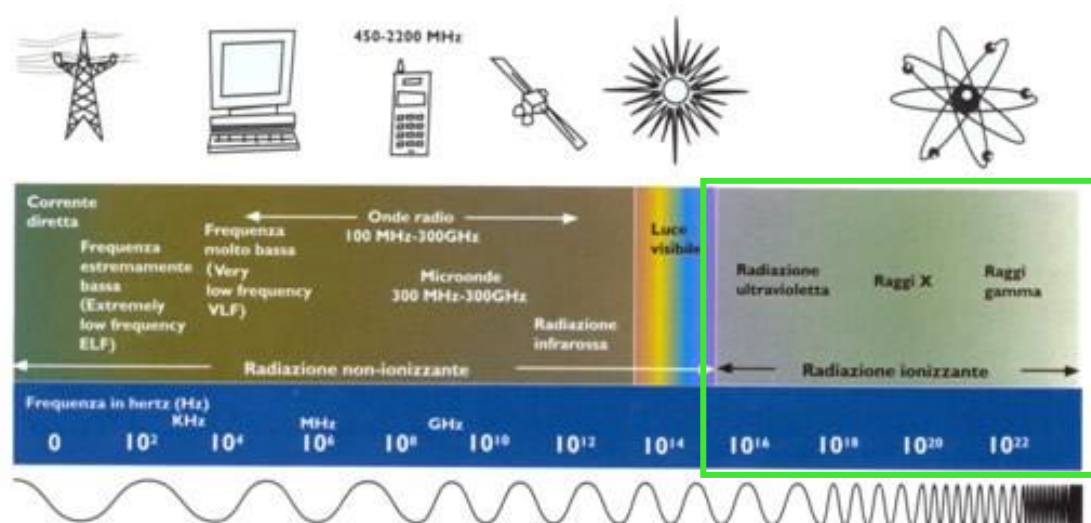 450-2200 MHz
Corrente
diretta
Frequenza
estremamente
bassa
(Extremely
low frequency
ELF)
Frequenza
molto bassa
(Very
low frequency
VLF)
Onde radio
100 MHz-300GHz
Microonde
300 MHz-300GHz
Radiazione
infrarossa
Luce
visibile
Radiazione
ultravioletta
Raggi X
Raggi
gamma
Radiazione non-ionizzante
Radiazione ionizzante
Frequenza in hertz (Hz)
KHz MHz GHz
0 10² 10⁴ 10⁶ 10⁸ 10¹⁰ 10¹² 10¹⁴ 10¹⁶ 10¹⁸ 10²⁰ 10²²